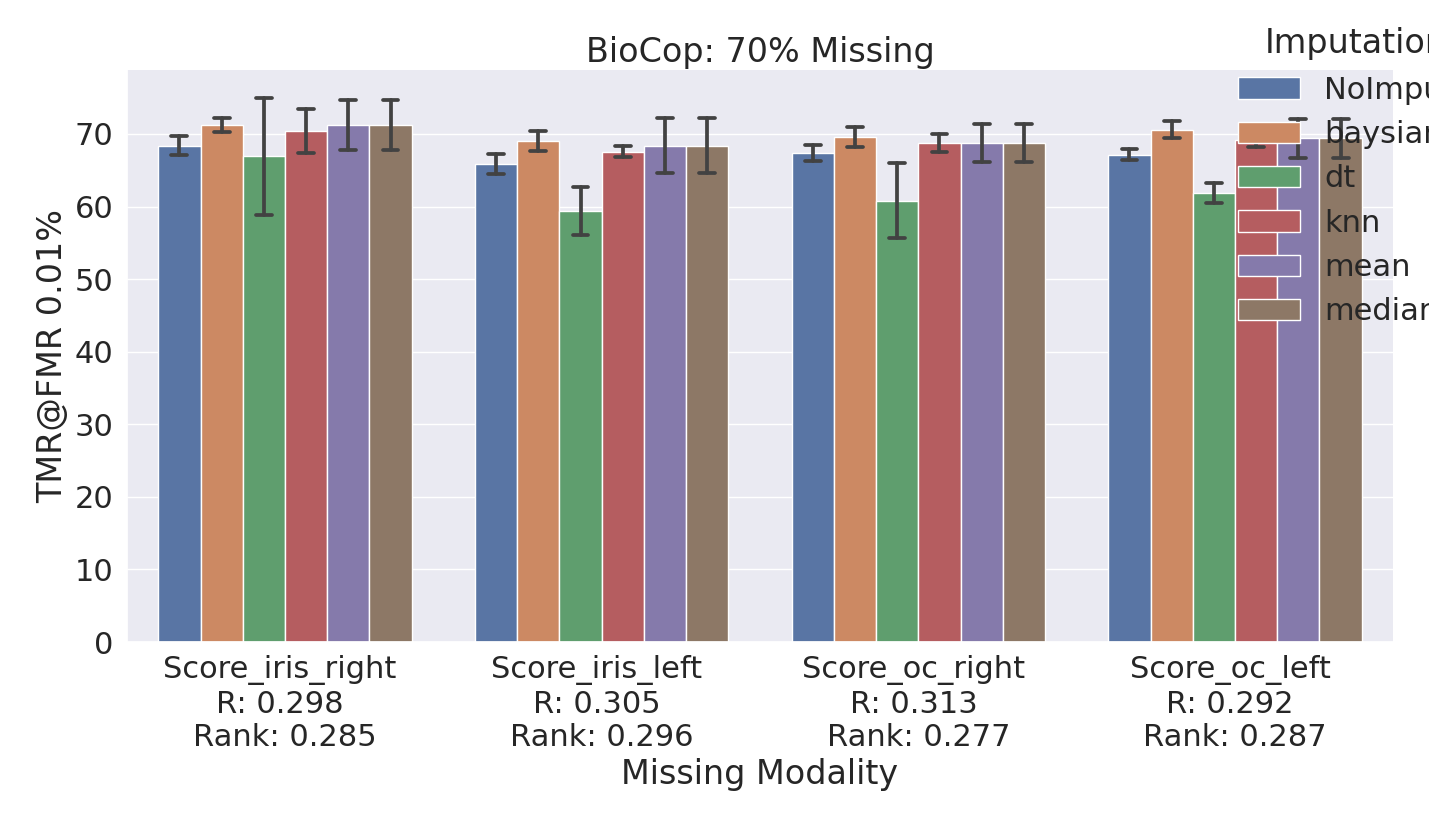 BioCop: 70% Missing
Imputation
NoImpu
baysian
dt
knn
mean
median
TMR@FMR 0.01%
70
60
50
40
30
20
10
0
Score_iris_right
R: 0.298
Rank: 0.285
Score_iris_left
R: 0.305
Rank: 0.296
Score_oc_right
R: 0.313
Rank: 0.277
Score_oc_left
R: 0.292
Rank: 0.287
Missing Modality